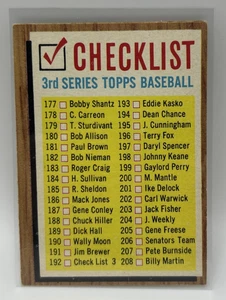 CHECKLIST
3rd SERIES TOPPS BASEBALL
177 Bobby Shantz 193 Eddie Kasko
178 C. Carreon 194 Dean Chance
179 T. Sturdivant 195 J. Cunningham
180 Bob Allison 196 Terry Fox
181 Paul Brown 197 Daryl Spencer
182 Bob Nieman 198 Johnny Keane
183 Roger Craig 199 Gaylord Perry
184 H. Sullivan 200 M. Mantle
185 R. Sheldon 201 Ike Delock
186 Mack Jones 202 Carl Warwick
187 Gene Conley 203 Jack Fisher
188 Chuck Hiller 204 J. Weekly
189 Dick Hall 205 Gene Freese
190 Wally Moon 206 Senators Team
191 Jim Brewer 207 Pete Burnside
192 Check List 3 208 Billy Martin